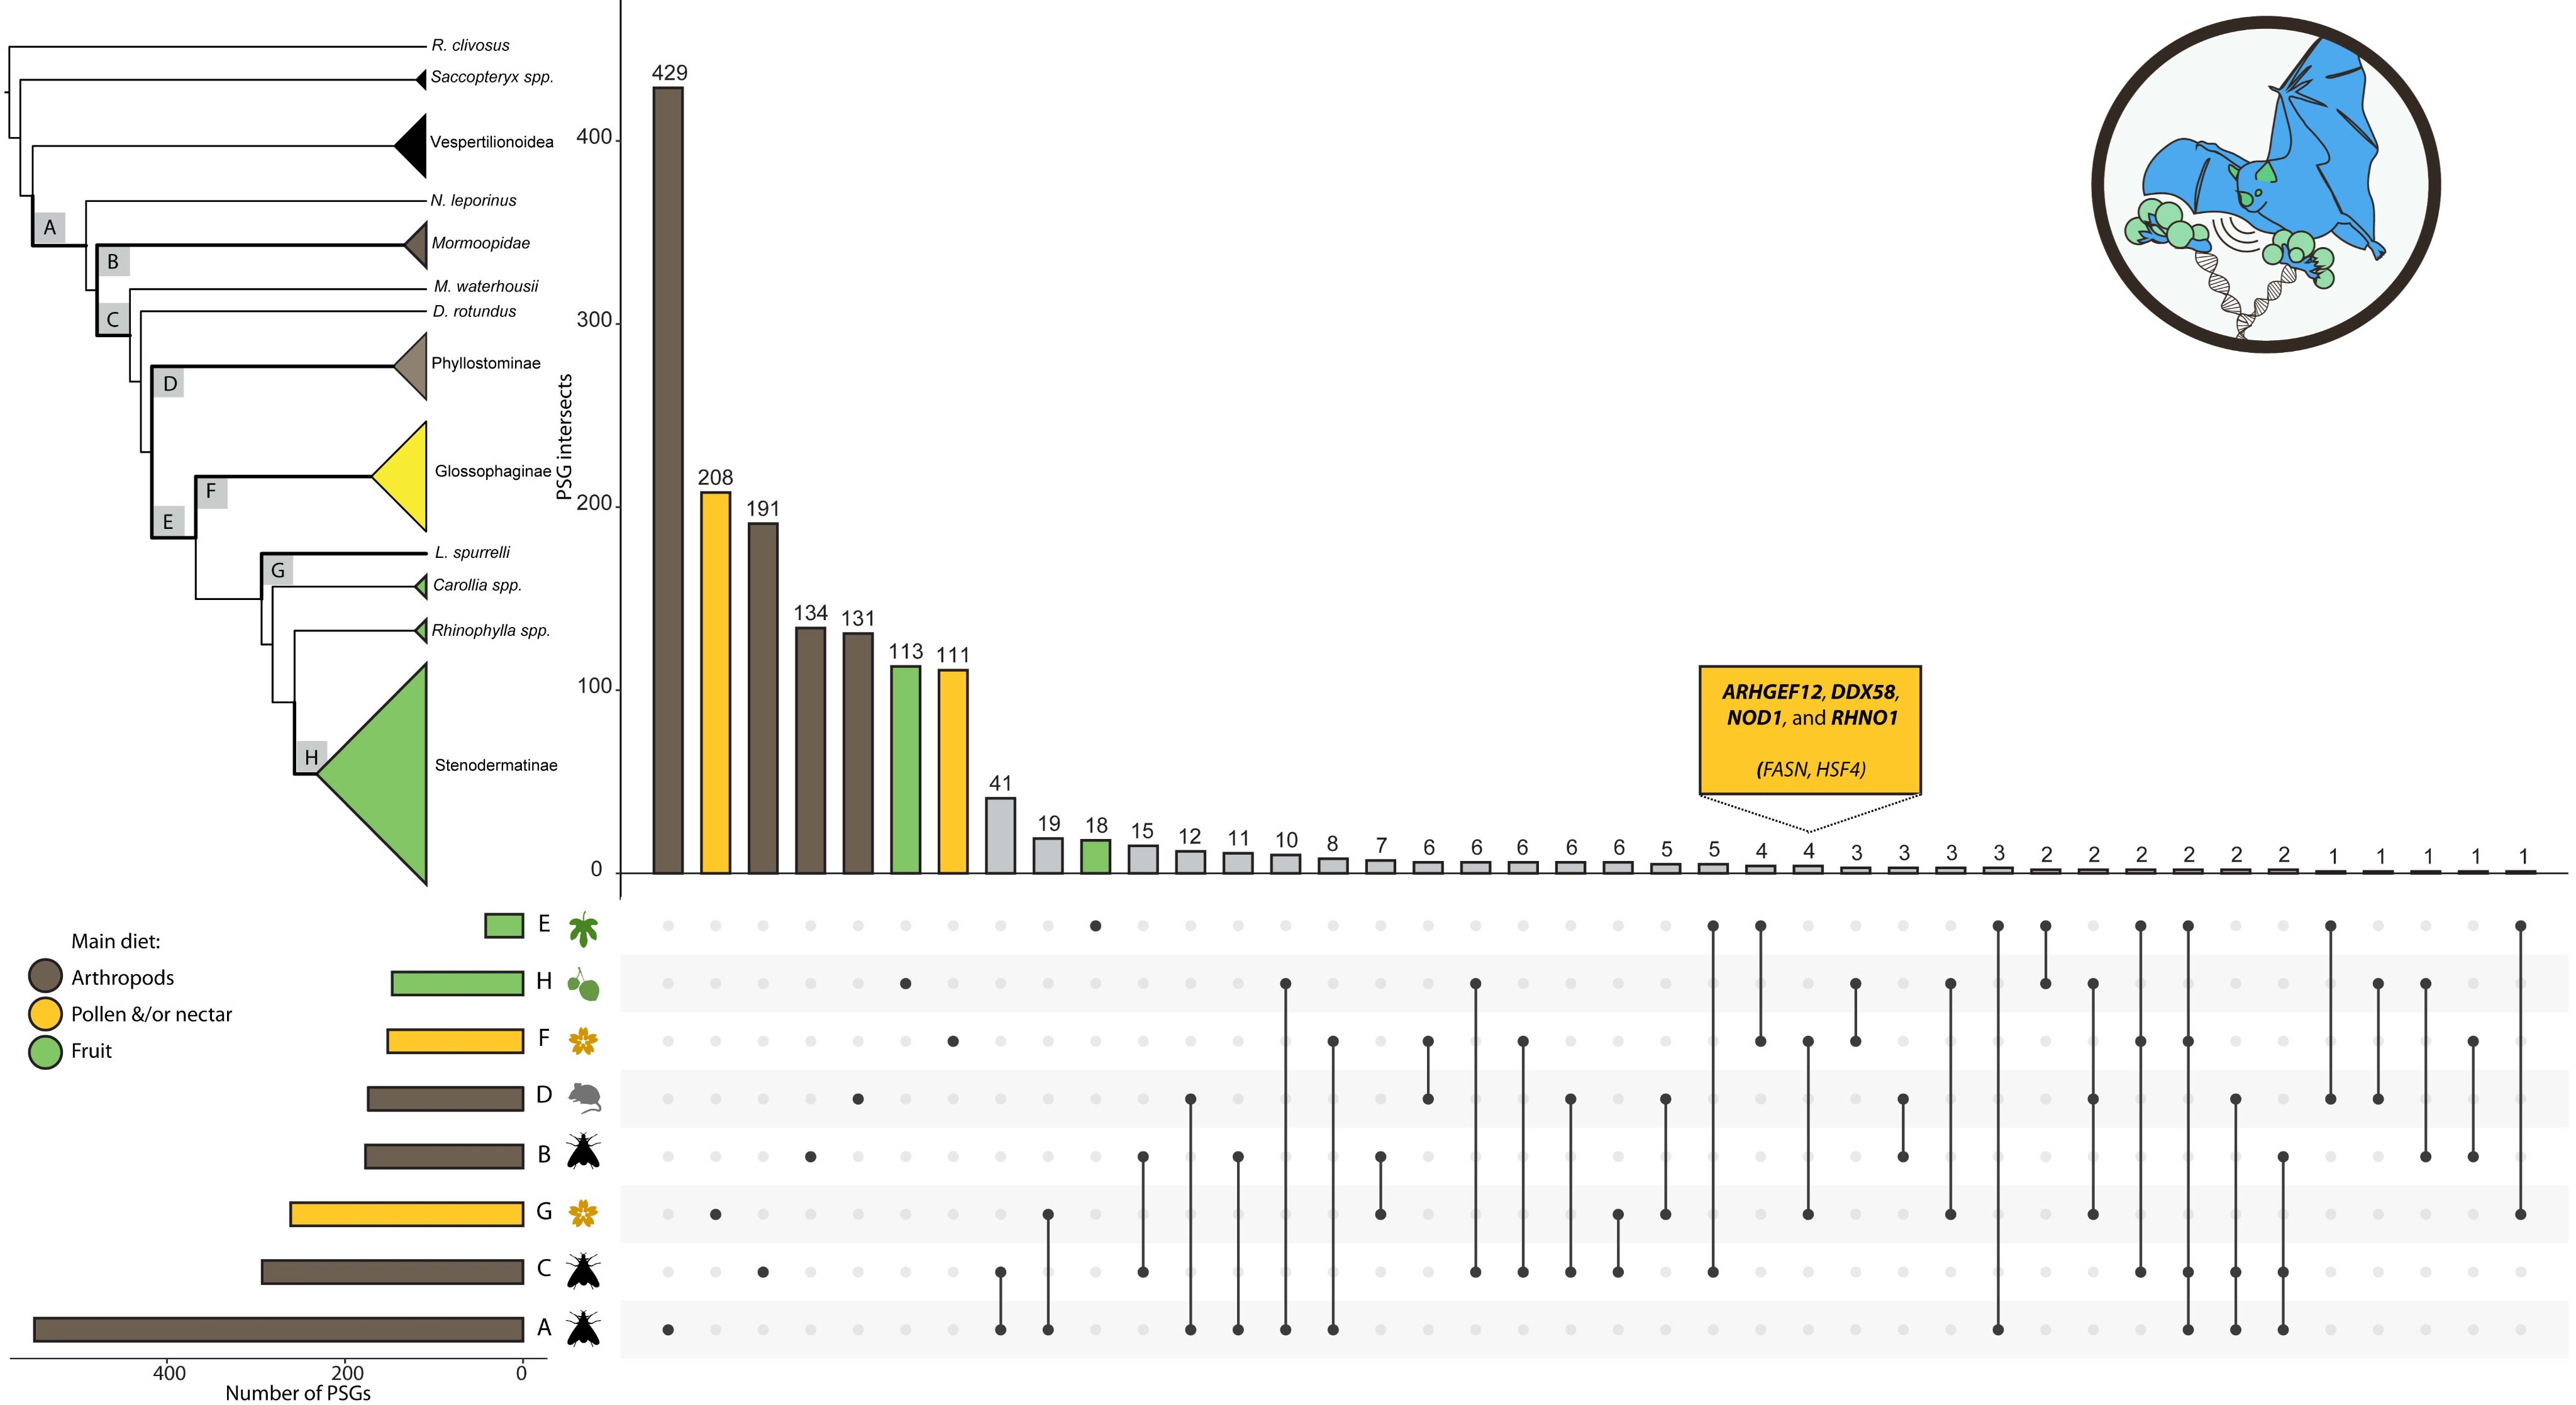 R. clivosus
Saccopteryx spp.
Vespertilionoidea
N. leporinus
A
Mormoopidae
B
M. waterhousii
D. rotundus
C
Phyllostominae
D
Glossophaginae
F
E
L. spurrelli
G
Carollia spp.
Rhinophylla spp.
H
Stenodermatinae
PSG intersects
400
300
200
100
0
429
208
191
134
131
113
111
41
19
18
15
12
11
10
8
7
6
6
6
6
6
5
5
4
4
3
3
3
3
2
2
2
2
2
2
1
1
1
1
1
ARHGEF12, DDX58,
NOD1, and RHNO1
(FASN, HSF4)
Main diet:
Arthropods
Pollen &/or nectar
Fruit
E
H
F
D
B
G
C
A
400 200 0
Number of PSGs